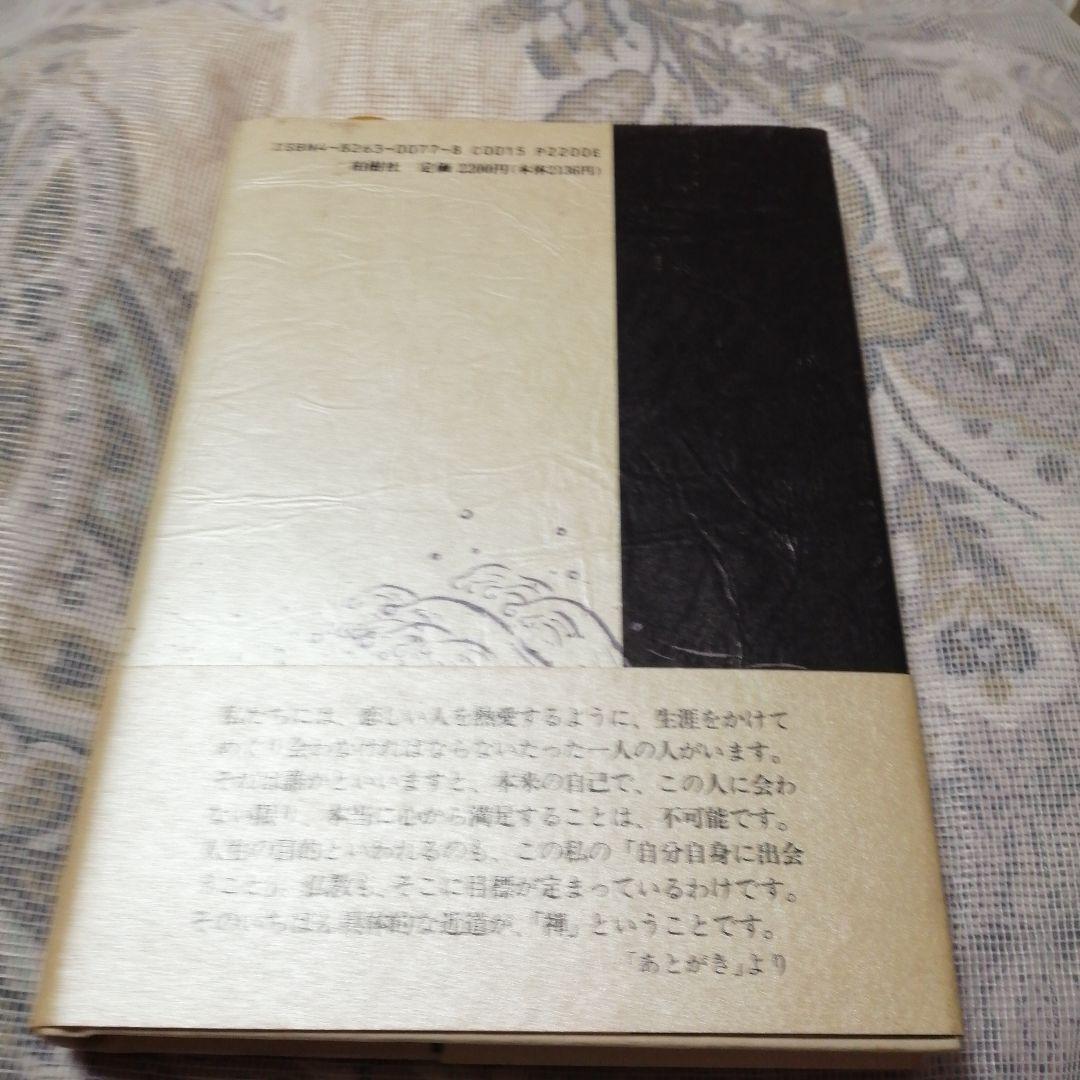 ISBN4-8263-0077-8 C0015 P2200E
柏樹社　定価 2200円(本体2136円)
私たちには、恋しい人を熱愛するように、生涯をかけて
めぐり会わなければならないたった一人の人がいます。
それは誰かといいますと、本来の自己で、この人に会わ
ない限り、本当に心から満足することは、不可能です。
人生の目的といわれるのも、この私の「自分自身に出会
うこと」、仏教も、そこに目標が定まっているわけです。
そのいちばん具体的な近道が、「禅」ということです。
「あとがき」より